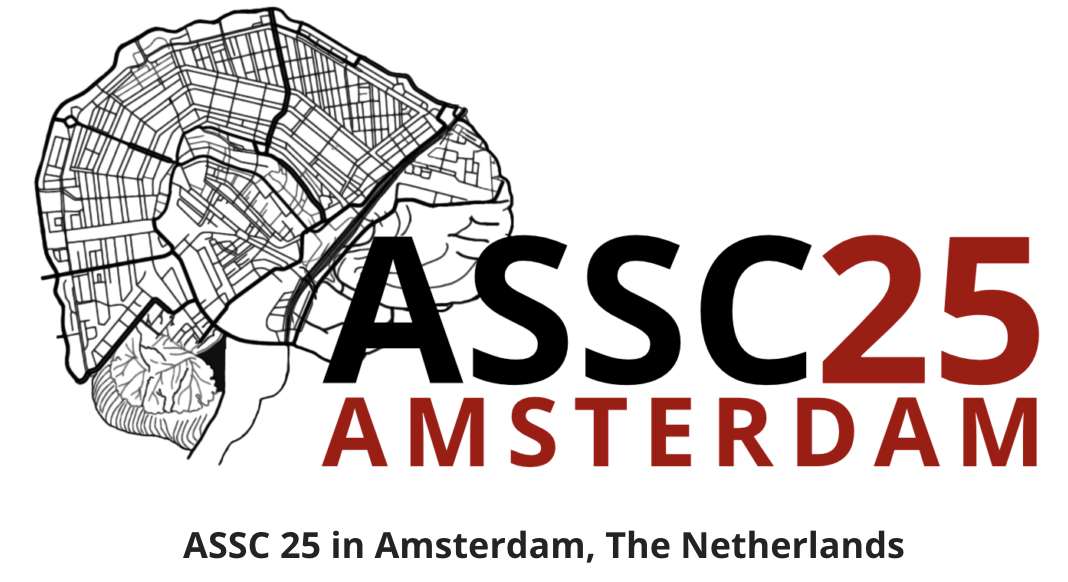 ASSC25
AMSTERDAM
ASSC 25 in Amsterdam, The Netherlands